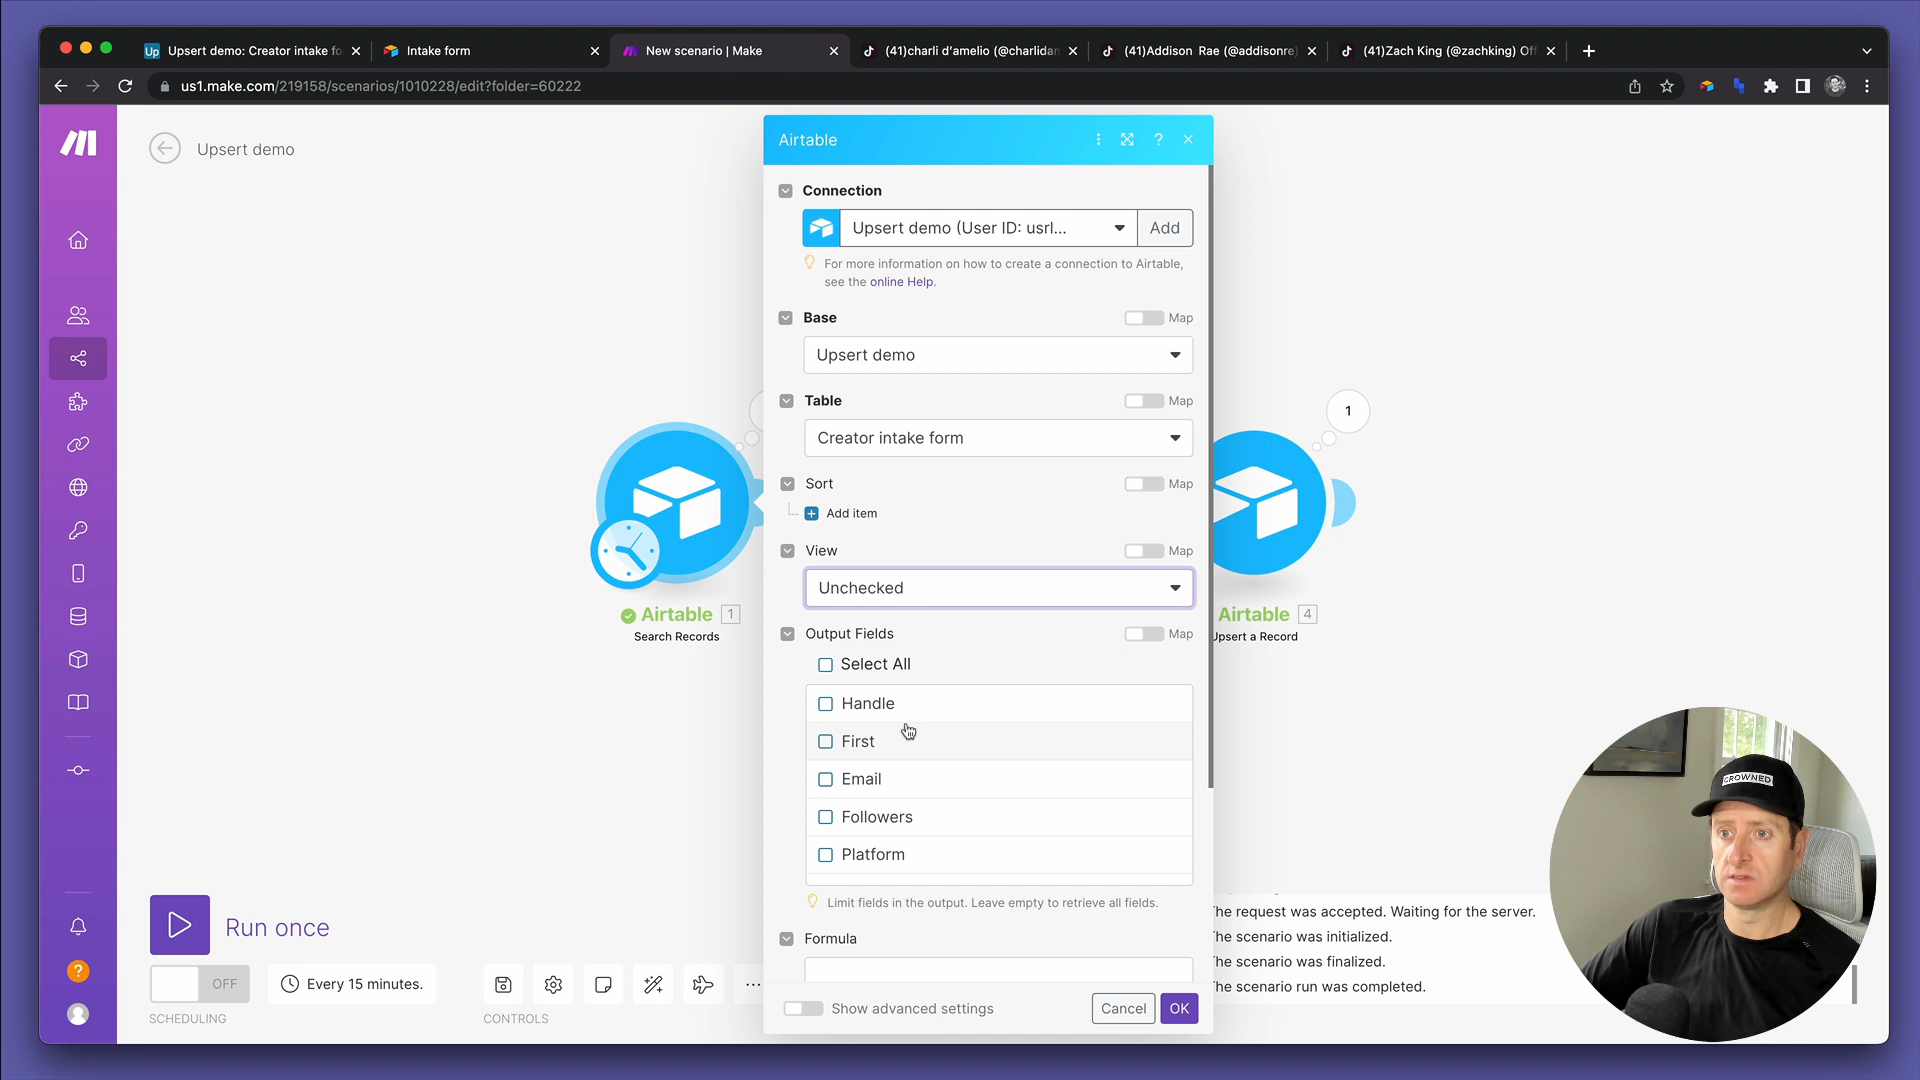 Upsert demo: Creator intake fo
Intake form
New scenario | Make
(41)charli d'amelio (@charlidam
(41)Addison Rae (@addisonre
(41)Zach King (@zachking) Off
us1.make.com/219158/scenarios/1010228/edit?folder=60222
Upsert demo
Airtable
?
Connection
Upsert demo (User ID: usrl...
Add
For more information on how to create a connection to Airtable,
see the online Help.
Base
Map
Upsert demo
Table
Map
Creator intake form
Sort
Map
Add item
View
Map
Unchecked
Output Fields
Map
Select All
Handle
First
Email
Followers
Platform
Limit fields in the output. Leave empty to retrieve all fields.
Formula
Show advanced settings
Cancel
OK
Airtable 1
Search Records
1
Airtable 4
Upsert a Record
Run once
OFF
Every 15 minutes.
SCHEDULING
CONTROLS
he request was accepted. Waiting for the server.
he scenario was initialized.
he scenario was finalized.
he scenario run was completed.
CROWNED